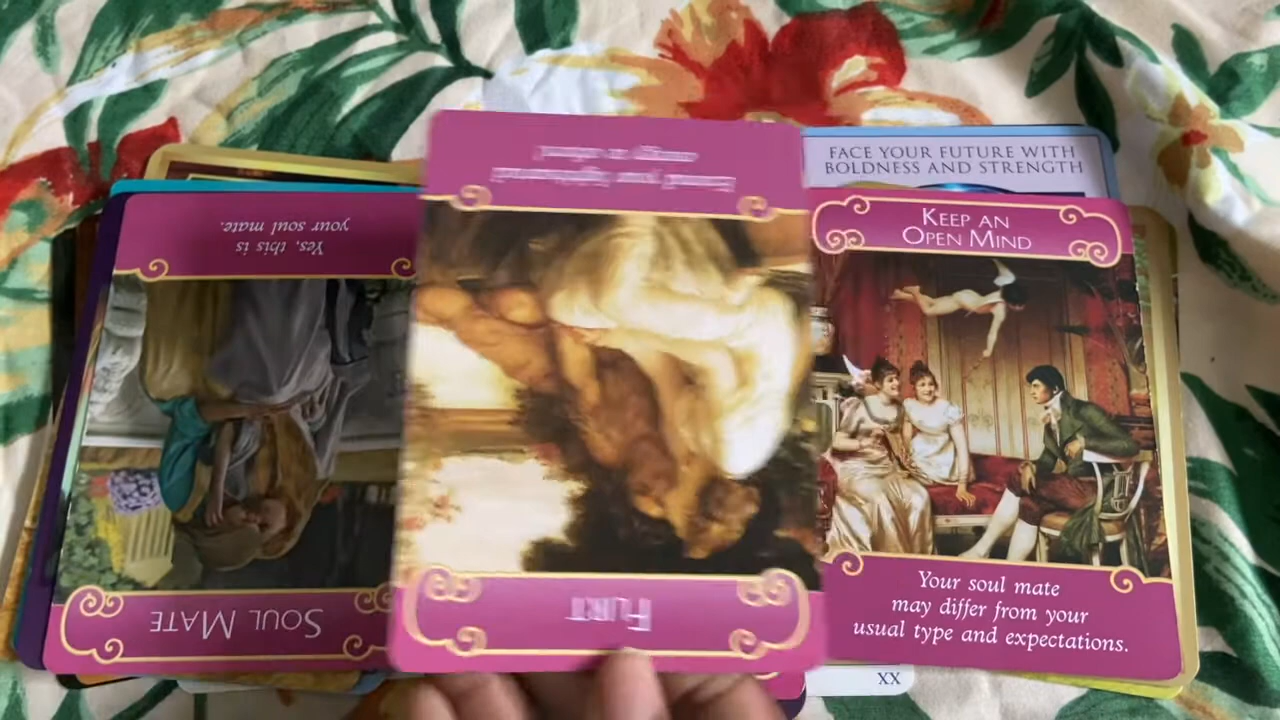 FACE YOUR FUTURE WITH
BOLDNESS AND STRENGTH
KEEP AN
OPEN MIND
Your soul mate
may differ from your
usual type and expectations.
XX
Yes, this is
your soul mate.
SOUL MATE
FLIRT